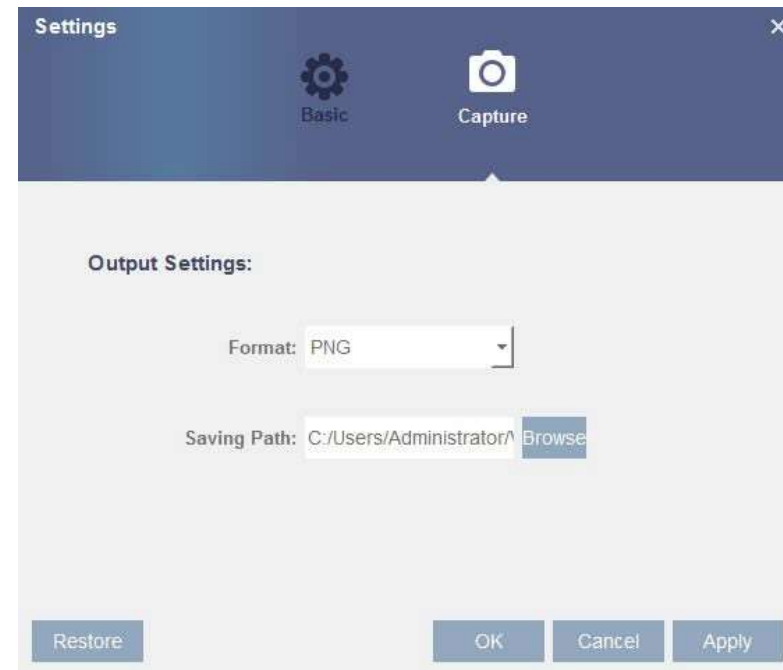 Settings
Basic
Capture
Output Settings:
Format: PNG
Saving Path: C:/Users/Administrator/ Browse
Restore OK Cancel Apply